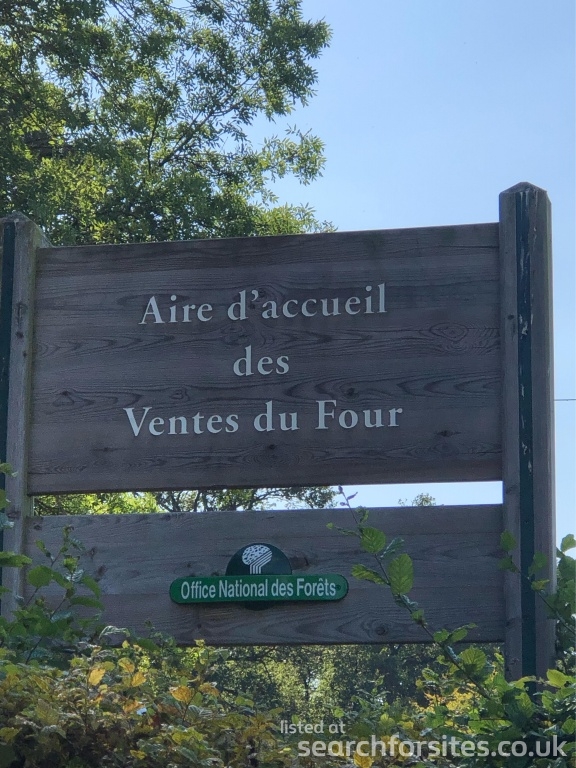 Aire d'accueil
des
Ventes du Four
Office National des Forêts
listed at
searchforsites.co.uk